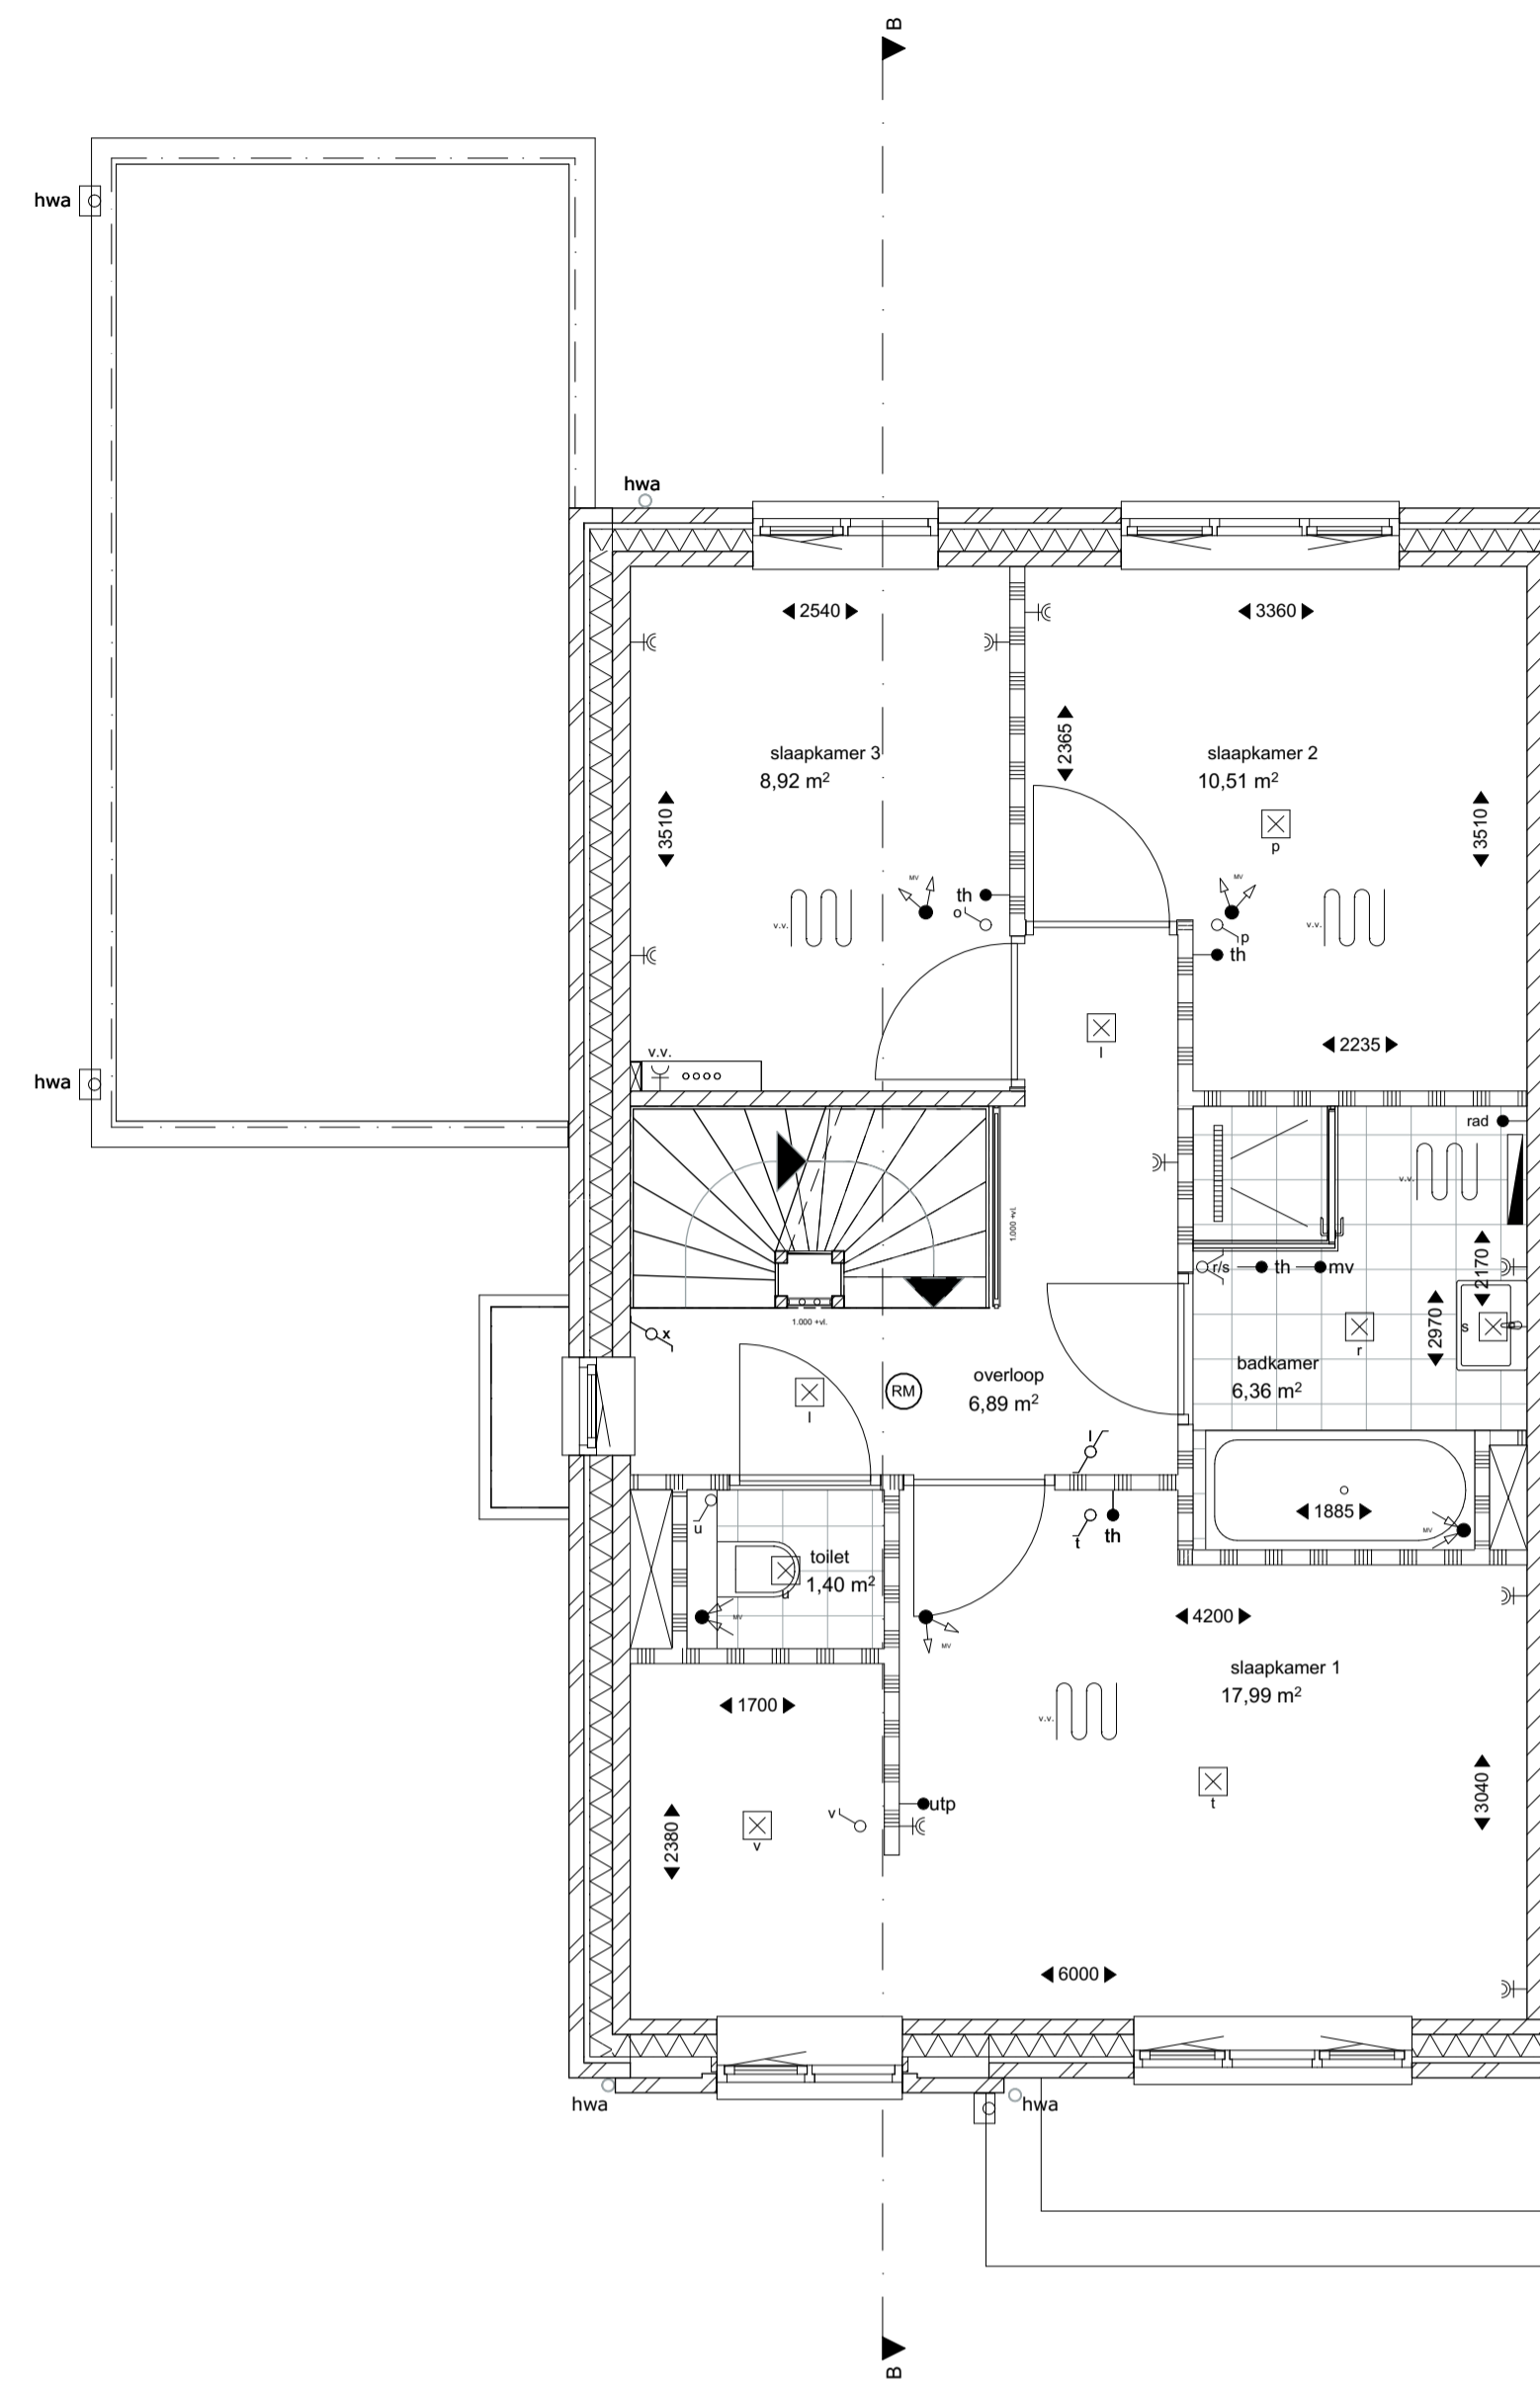 B
hwa
hwa
2540
3360
2365
slaapkamer 3
8,92 m²
slaapkamer 2
10,51 m²
3510
3510
p
MV
MV
th
o
v.v.
v.v.
p
th
l
2235
v.v.
hwa
rad
v.v.
1.000 +vl.
r/s
th
mv
2170
1.000 +vl.
x
s
2970
r
badkamer
6,36 m²
overloop
6,89 m²
RM
l
l
1885
u
t
th
MV
toilet
1,40 m²
u
MV
MV
4200
slaapkamer 1
17,99 m²
1700
v.v.
utp
t
3040
v
v
2380
6000
hwa
hwa
B